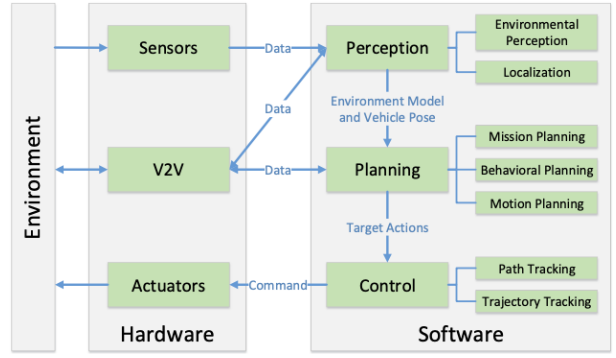 Environment
Sensors
Data
Perception
Environmental
Perception
Localization
Data
Environment Model
and Vehicle Pose
V2V
Data
Planning
Mission Planning
Behavioral Planning
Motion Planning
Target Actions
Actuators
Command
Control
Path Tracking
Trajectory Tracking
Hardware
Software